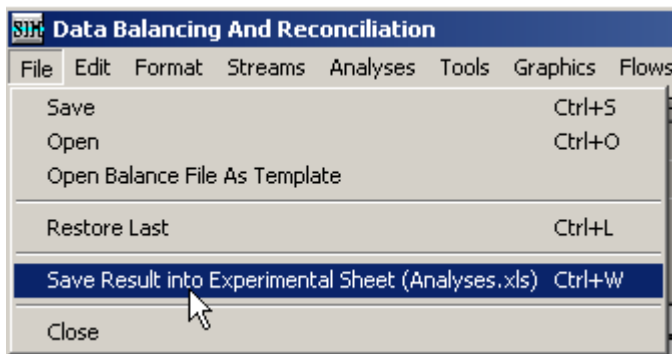 SIM Data Balancing And Reconciliation
File Edit Format Streams Analyses Tools Graphics Flows
Save Ctrl+S
Open Ctrl+O
Open Balance File As Template
Restore Last Ctrl+L
Save Result into Experimental Sheet (Analyses.xls) Ctrl+W
Close